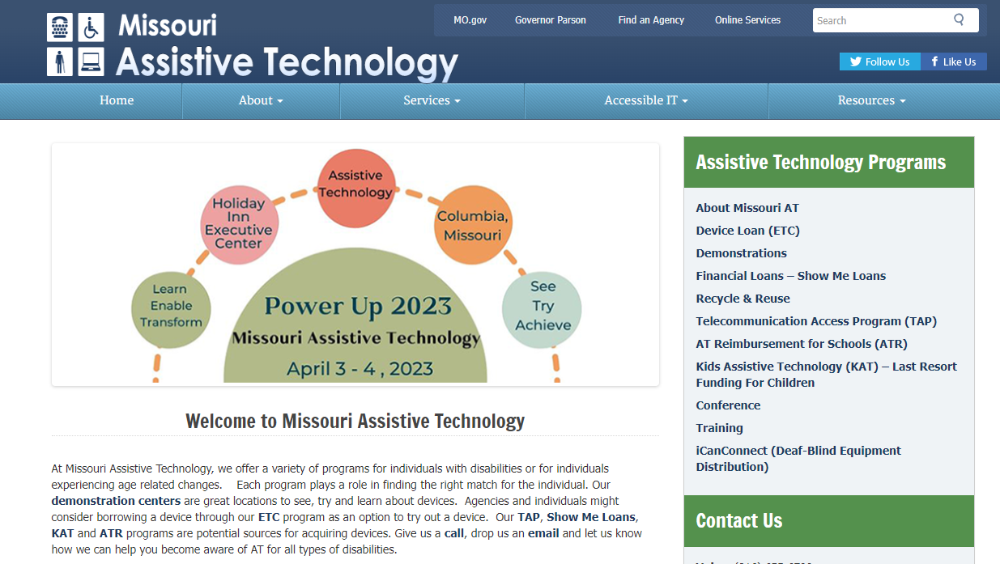 Missouri
Assistive Technology
MO.gov
Governor Parson
Find an Agency
Online Services
Search
Follow Us
Like Us
Home
About
Services
Accessible IT
Resources
Assistive
Technology
Holiday
Inn
Executive
Center
Columbia,
Missouri
Learn
Enable
Transform
See
Try
Achieve
Power Up 2023
Missouri Assistive Technology
April 3 - 4 , 2023
Welcome to Missouri Assistive Technology
At Missouri Assistive Technology, we offer a variety of programs for individuals with disabilities or for individuals
experiencing age related changes. Each program plays a role in finding the right match for the individual. Our
demonstration centers are great locations to see, try and learn about devices. Agencies and individuals might
consider borrowing a device through our ETC program as an option to try out a device. Our TAP, Show Me Loans,
KAT and ATR programs are potential sources for acquiring devices. Give us a call, drop us an email and let us know
how we can help you become aware of AT for all types of disabilities.
Assistive Technology Programs
About Missouri AT
Device Loan (ETC)
Demonstrations
Financial Loans – Show Me Loans
Recycle & Reuse
Telecommunication Access Program (TAP)
AT Reimbursement for Schools (ATR)
Kids Assistive Technology (KAT) – Last Resort
Funding For Children
Conference
Training
iCanConnect (Deaf-Blind Equipment
Distribution)
Contact Us